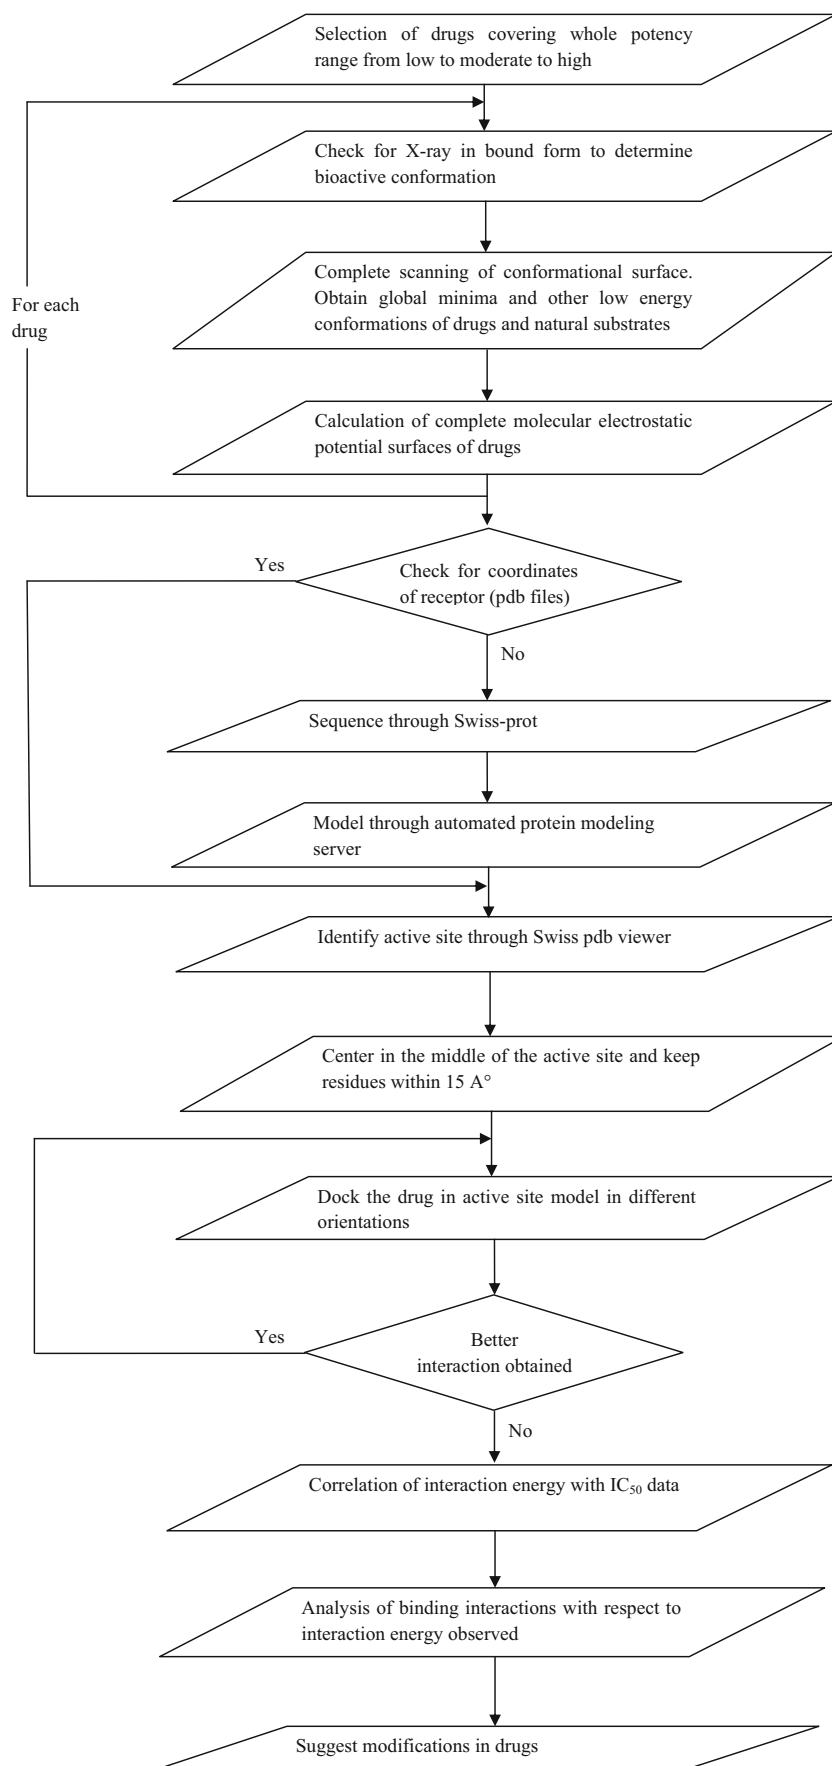 Selection of drugs covering whole potency
range from low to moderate to high
Check for X-ray in bound form to determine
bioactive conformation
Complete scanning of conformational surface.
Obtain global minima and other low energy
conformations of drugs and natural substrates
For each
drug
Calculation of complete molecular electrostatic
potential surfaces of drugs
Yes
Check for coordinates
of receptor (pdb files)
No
Sequence through Swiss-prot
Model through automated protein modeling
server
Identify active site through Swiss pdb viewer
Center in the middle of the active site and keep
residues within 15 A°
Dock the drug in active site model in different
orientations
Yes
Better
interaction obtained
No
Correlation of interaction energy with IC₅₀ data
Analysis of binding interactions with respect to
interaction energy observed
Suggest modifications in drugs